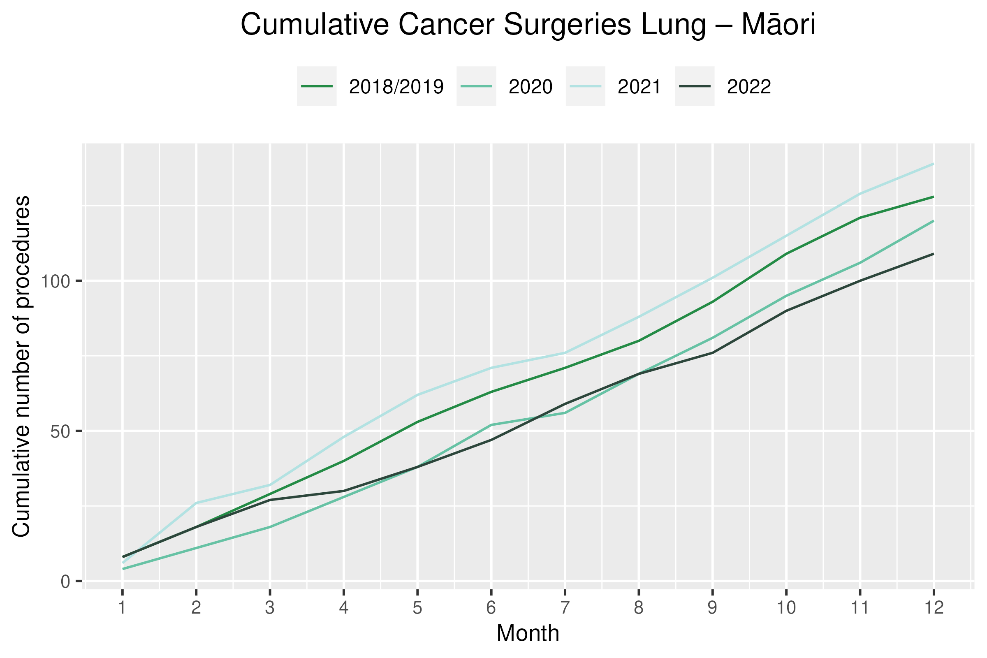 Cumulative Cancer Surgeries Lung – Māori
2018/2019 2020 2021 2022
Cumulative number of procedures
100
50
0
1 2 3 4 5 6 7 8 9 10 11 12
Month